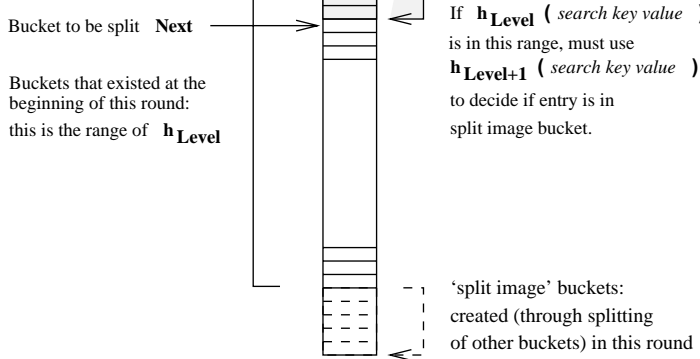 Bucket to be split Next
Buckets that existed at the
beginning of this round:
this is the range of h Level
If h Level ( search key value )
is in this range, must use
h Level+1 ( search key value )
to decide if entry is in
split image bucket.
‘split image’ buckets:
created (through splitting
of other buckets) in this round